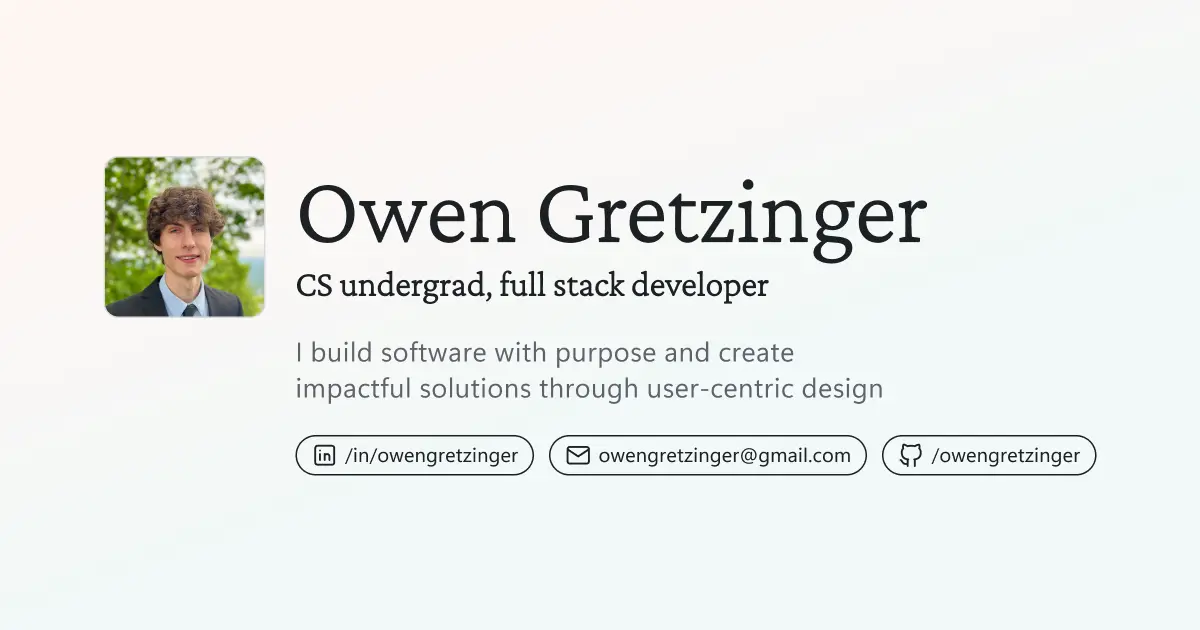 Owen Gretzinger
CS undergrad, full stack developer
I build software with purpose and create
impactful solutions through user-centric design
/in/owengretzinger
owengretzinger@gmail.com
/owengretzinger